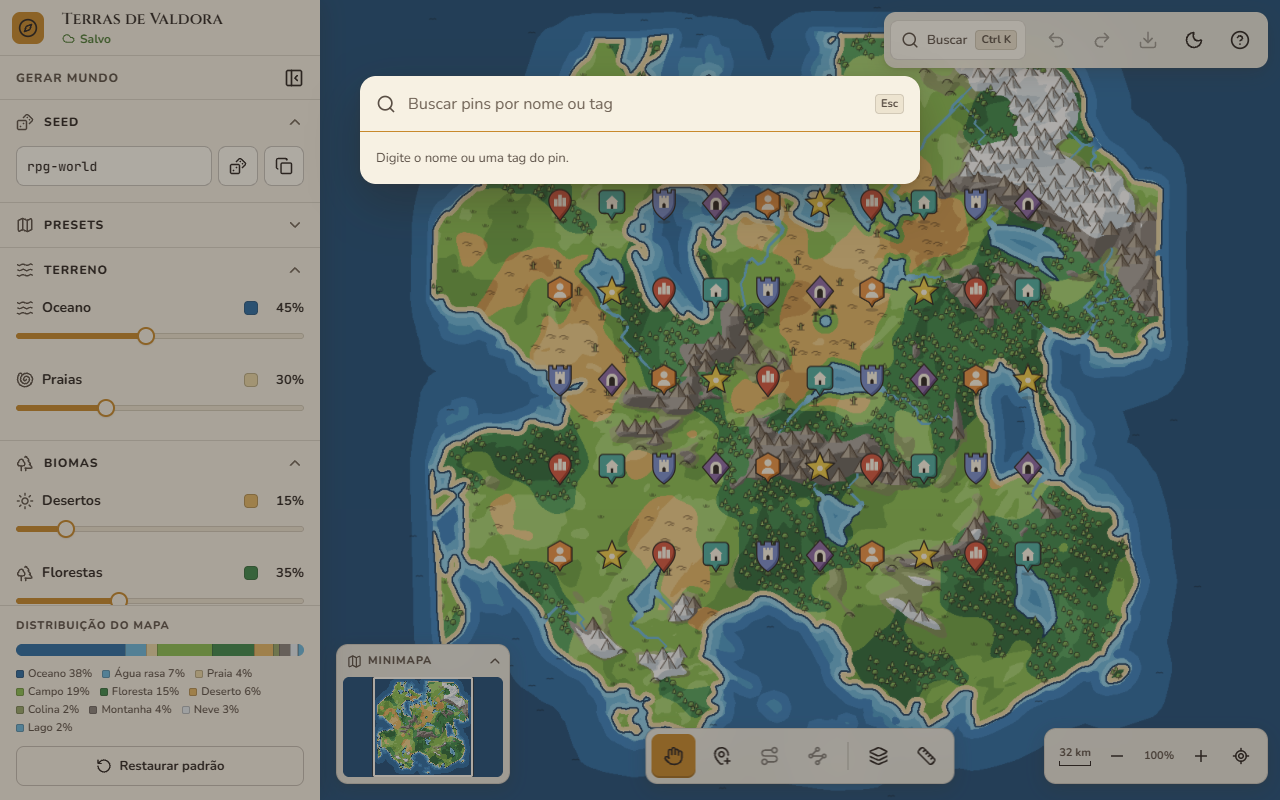 Terras de Valdora
Salvo
GERAR MUNDO
SEED
rpg-world
PRESETS
TERRENO
Oceano 45%
Praias 30%
BIOMAS
Desertos 15%
Florestas 35%
DISTRIBUIÇÃO DO MAPA
Oceano 38% Água rasa 7% Praia 4%
Campo 19% Floresta 15% Deserto 6%
Colina 2% Montanha 4% Neve 3%
Lago 2%
Restaurar padrão
Buscar Ctrl K
Buscar pins por nome ou tag Esc
Digite o nome ou uma tag do pin.
MINIMAPA
32 km 100%